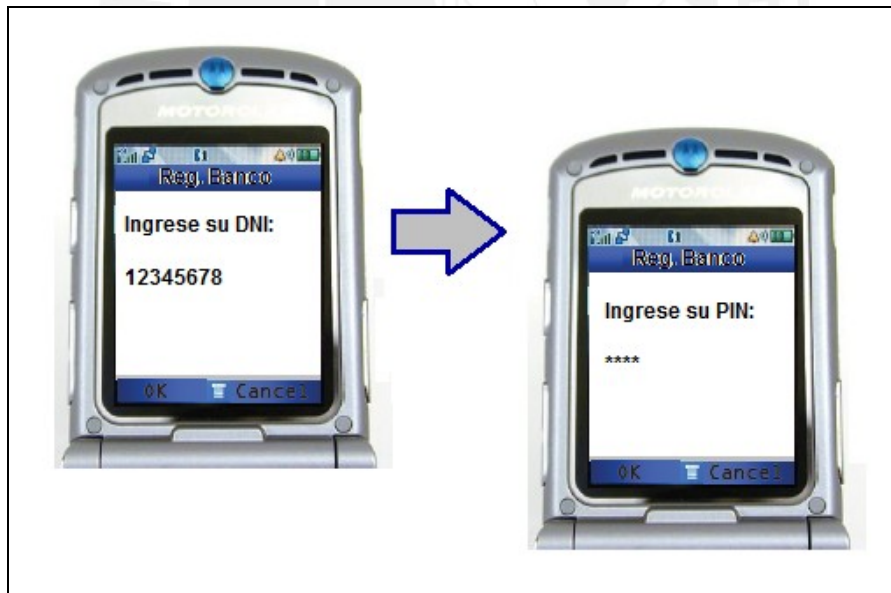 MOTOROLA
Reg. Banco
Ingrese su DNI:
12345678
OK
Cancel
MOTOROLA
Reg. Banco
Ingrese su PIN:
****
OK
Cancel